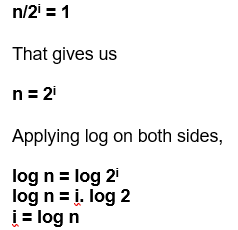 n/2ⁱ = 1
That gives us
n = 2ⁱ
Applying log on both sides,
log n = log 2ⁱ
log n = i. log 2
i = log n